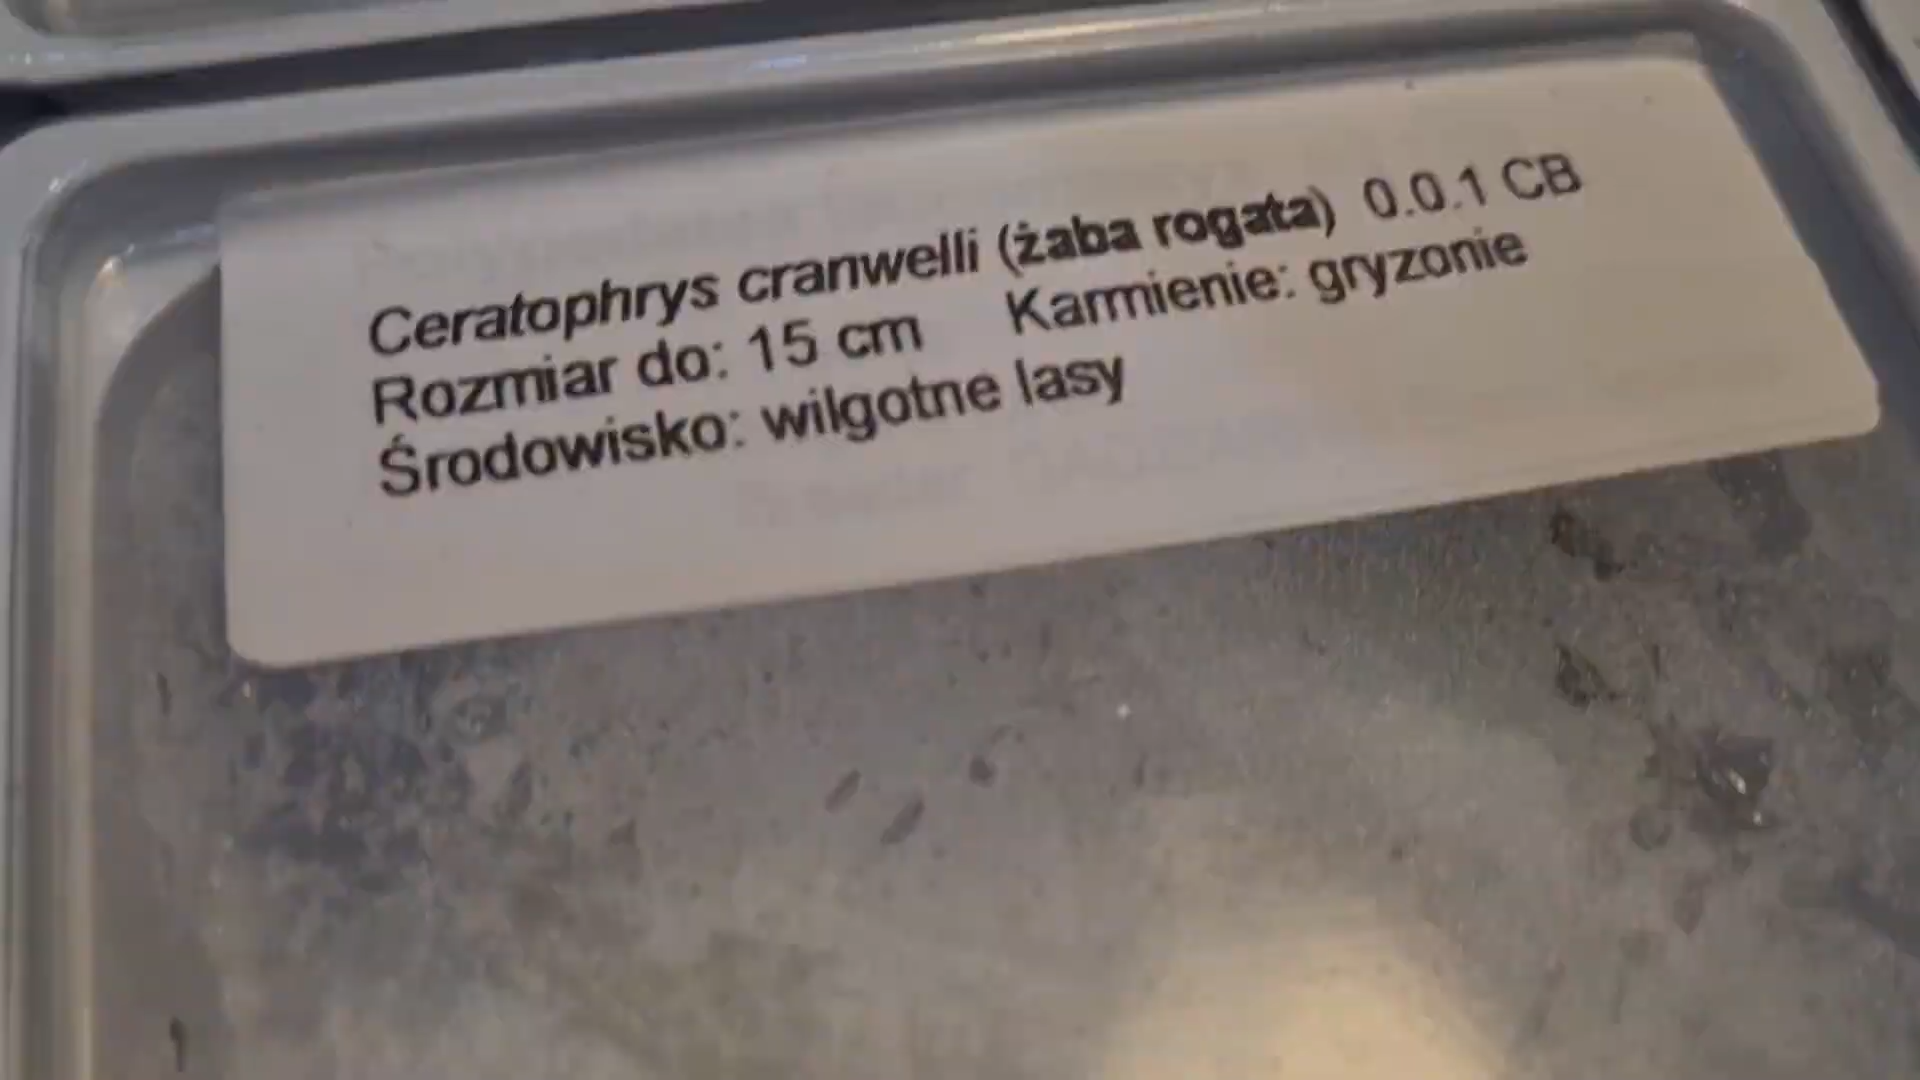 Ceratophrys cranwelli (żaba rogata) 0.0.1 CB
Rozmiar do: 15 cm Karmienie: gryzonie
Środowisko: wilgotne lasy